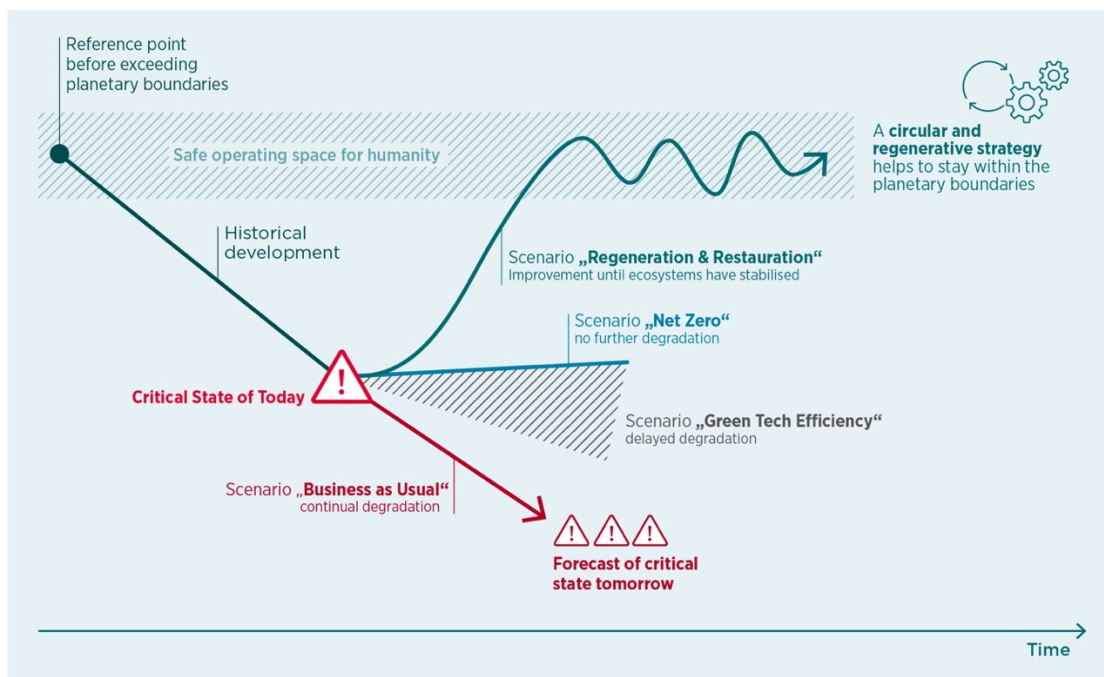 Reference point
before exceeding
planetary boundaries
Safe operating space for humanity
A circular and
regenerative strategy
helps to stay within the
planetary boundaries
Historical
development
Scenario „Regeneration & Restauration“
Improvement until ecosystems have stabilised
Scenario „Net Zero“
no further degradation
Critical State of Today
!
Scenario „Green Tech Efficiency“
delayed degradation
Scenario „Business as Usual“
continual degradation
! ! !
Forecast of critical
state tomorrow
Time